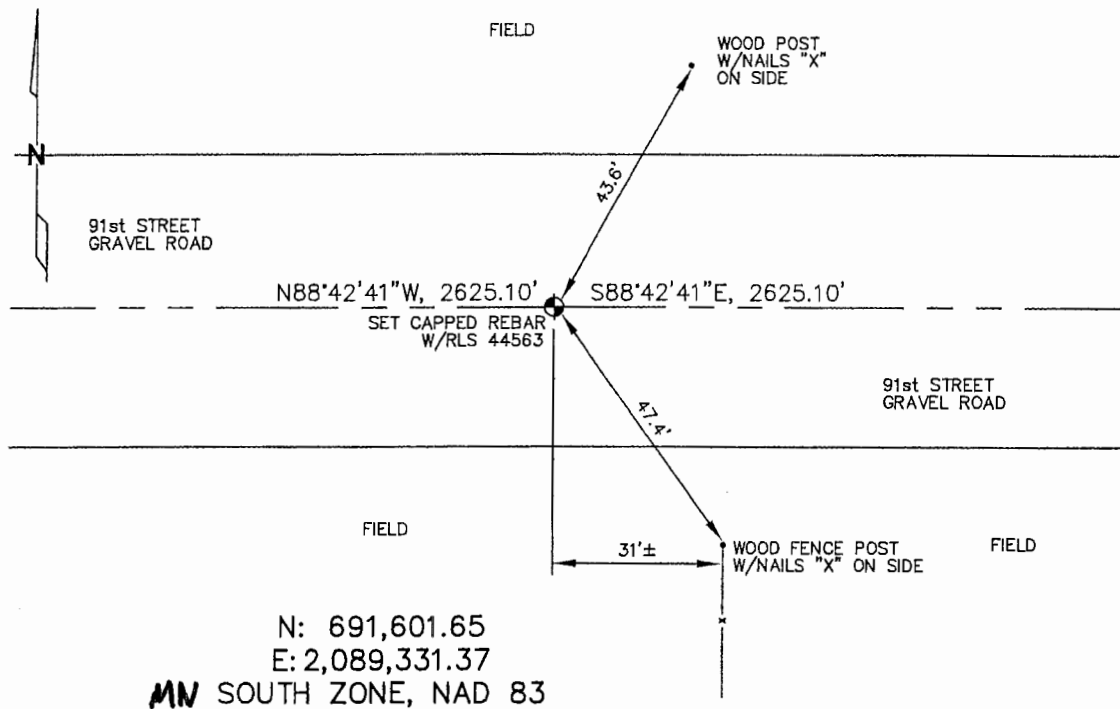 FIELD
WOOD POST
W/NAILS "X"
ON SIDE
N
43.6'
91st STREET
GRAVEL ROAD
N88°42'41"W, 2625.10'
S88°42'41"E, 2625.10'
SET CAPPED REBAR
W/RLS 44563
91st STREET
GRAVEL ROAD
47.4'
FIELD
31'±
WOOD FENCE POST
W/NAILS "X" ON SIDE
FIELD
x
N: 691,601.65
E: 2,089,331.37
MN SOUTH ZONE, NAD 83